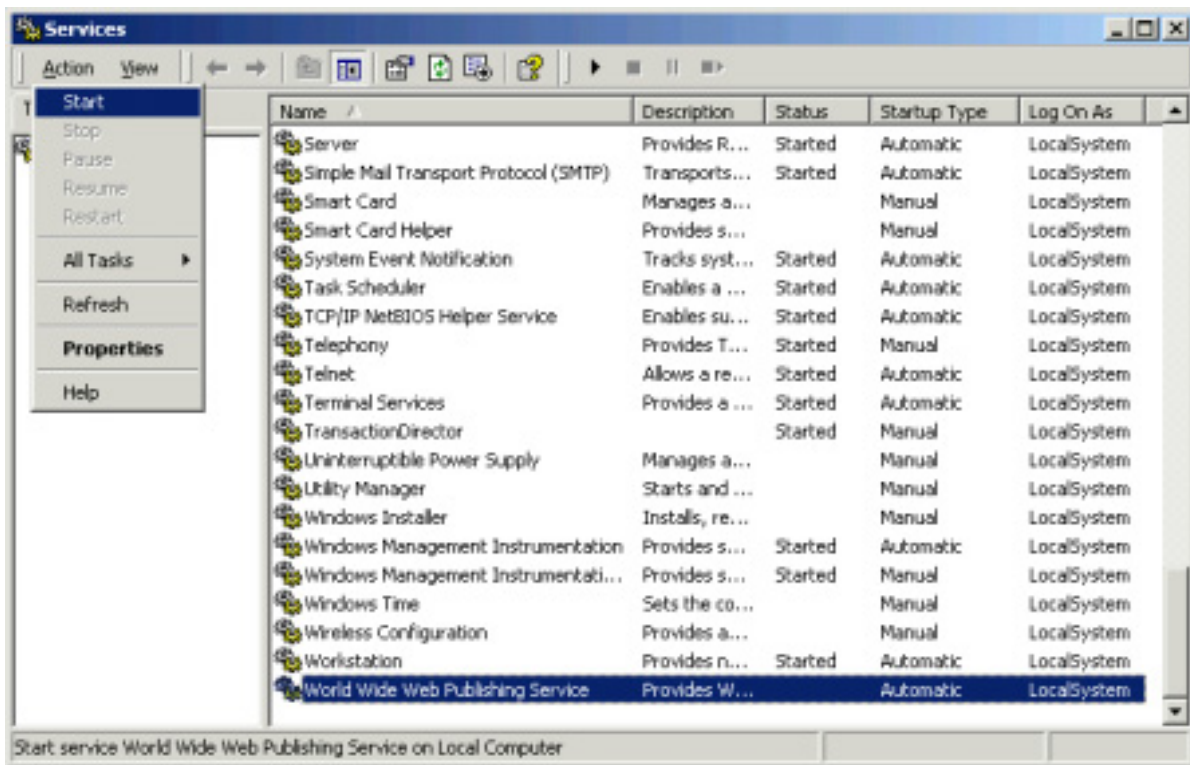 Services
Action View
Start
Stop
Pause
Resume
Restart
All Tasks
Refresh
Properties
Help
T
Name Description Status Startup Type Log On As
Server Provides R... Started Automatic LocalSystem
Simple Mail Transport Protocol (SMTP) Transports... Started Automatic LocalSystem
Smart Card Manages a... Manual LocalSystem
Smart Card Helper Provides s... Manual LocalSystem
System Event Notification Tracks syst... Started Automatic LocalSystem
Task Scheduler Enables a ... Started Automatic LocalSystem
TCP/IP NetBIOS Helper Service Enables su... Started Automatic LocalSystem
Telephony Provides T... Started Manual LocalSystem
Telnet Allows a re... Started Automatic LocalSystem
Terminal Services Provides a ... Started Automatic LocalSystem
TransactionDirector Started Manual LocalSystem
Uninterruptible Power Supply Manages a... Manual LocalSystem
Utility Manager Starts and ... Manual LocalSystem
Windows Installer Installs, re... Manual LocalSystem
Windows Management Instrumentation Provides s... Started Automatic LocalSystem
Windows Management Instrumentati... Provides s... Started Manual LocalSystem
Windows Time Sets the co... Manual LocalSystem
Wireless Configuration Provides a... Manual LocalSystem
Workstation Provides n... Started Automatic LocalSystem
World Wide Web Publishing Service Provides W... Automatic LocalSystem
Start service World Wide Web Publishing Service on Local Computer